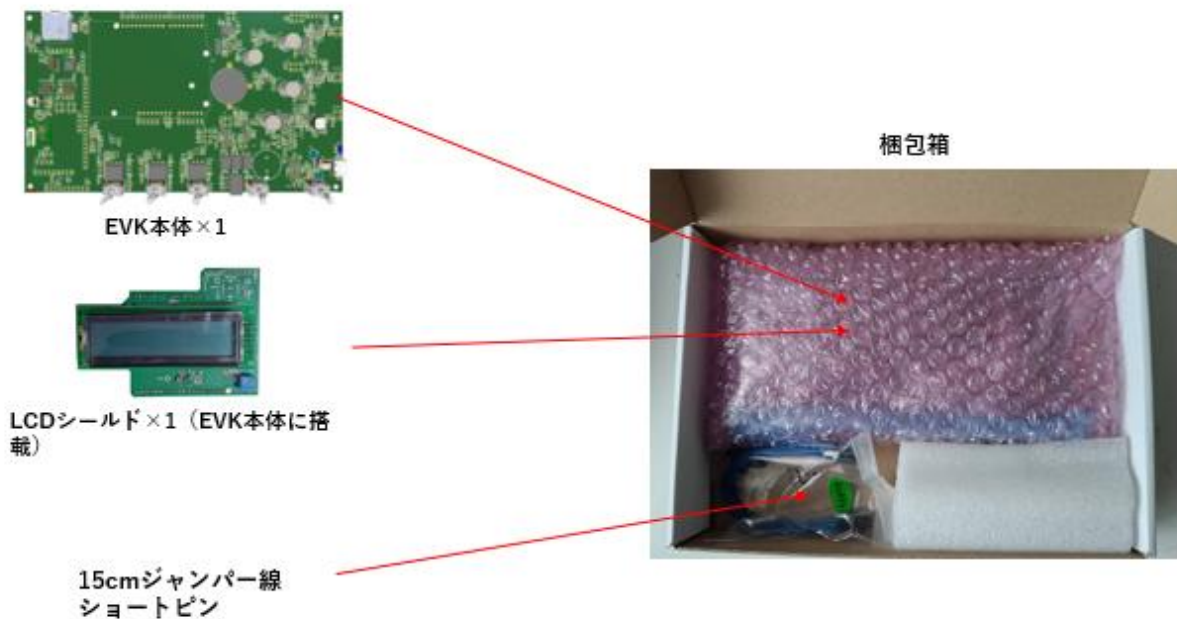 梱包箱
EVK本体×1
LCDシールド×1（EVK本体に搭
載）
15cmジャンパー線
ショートピン